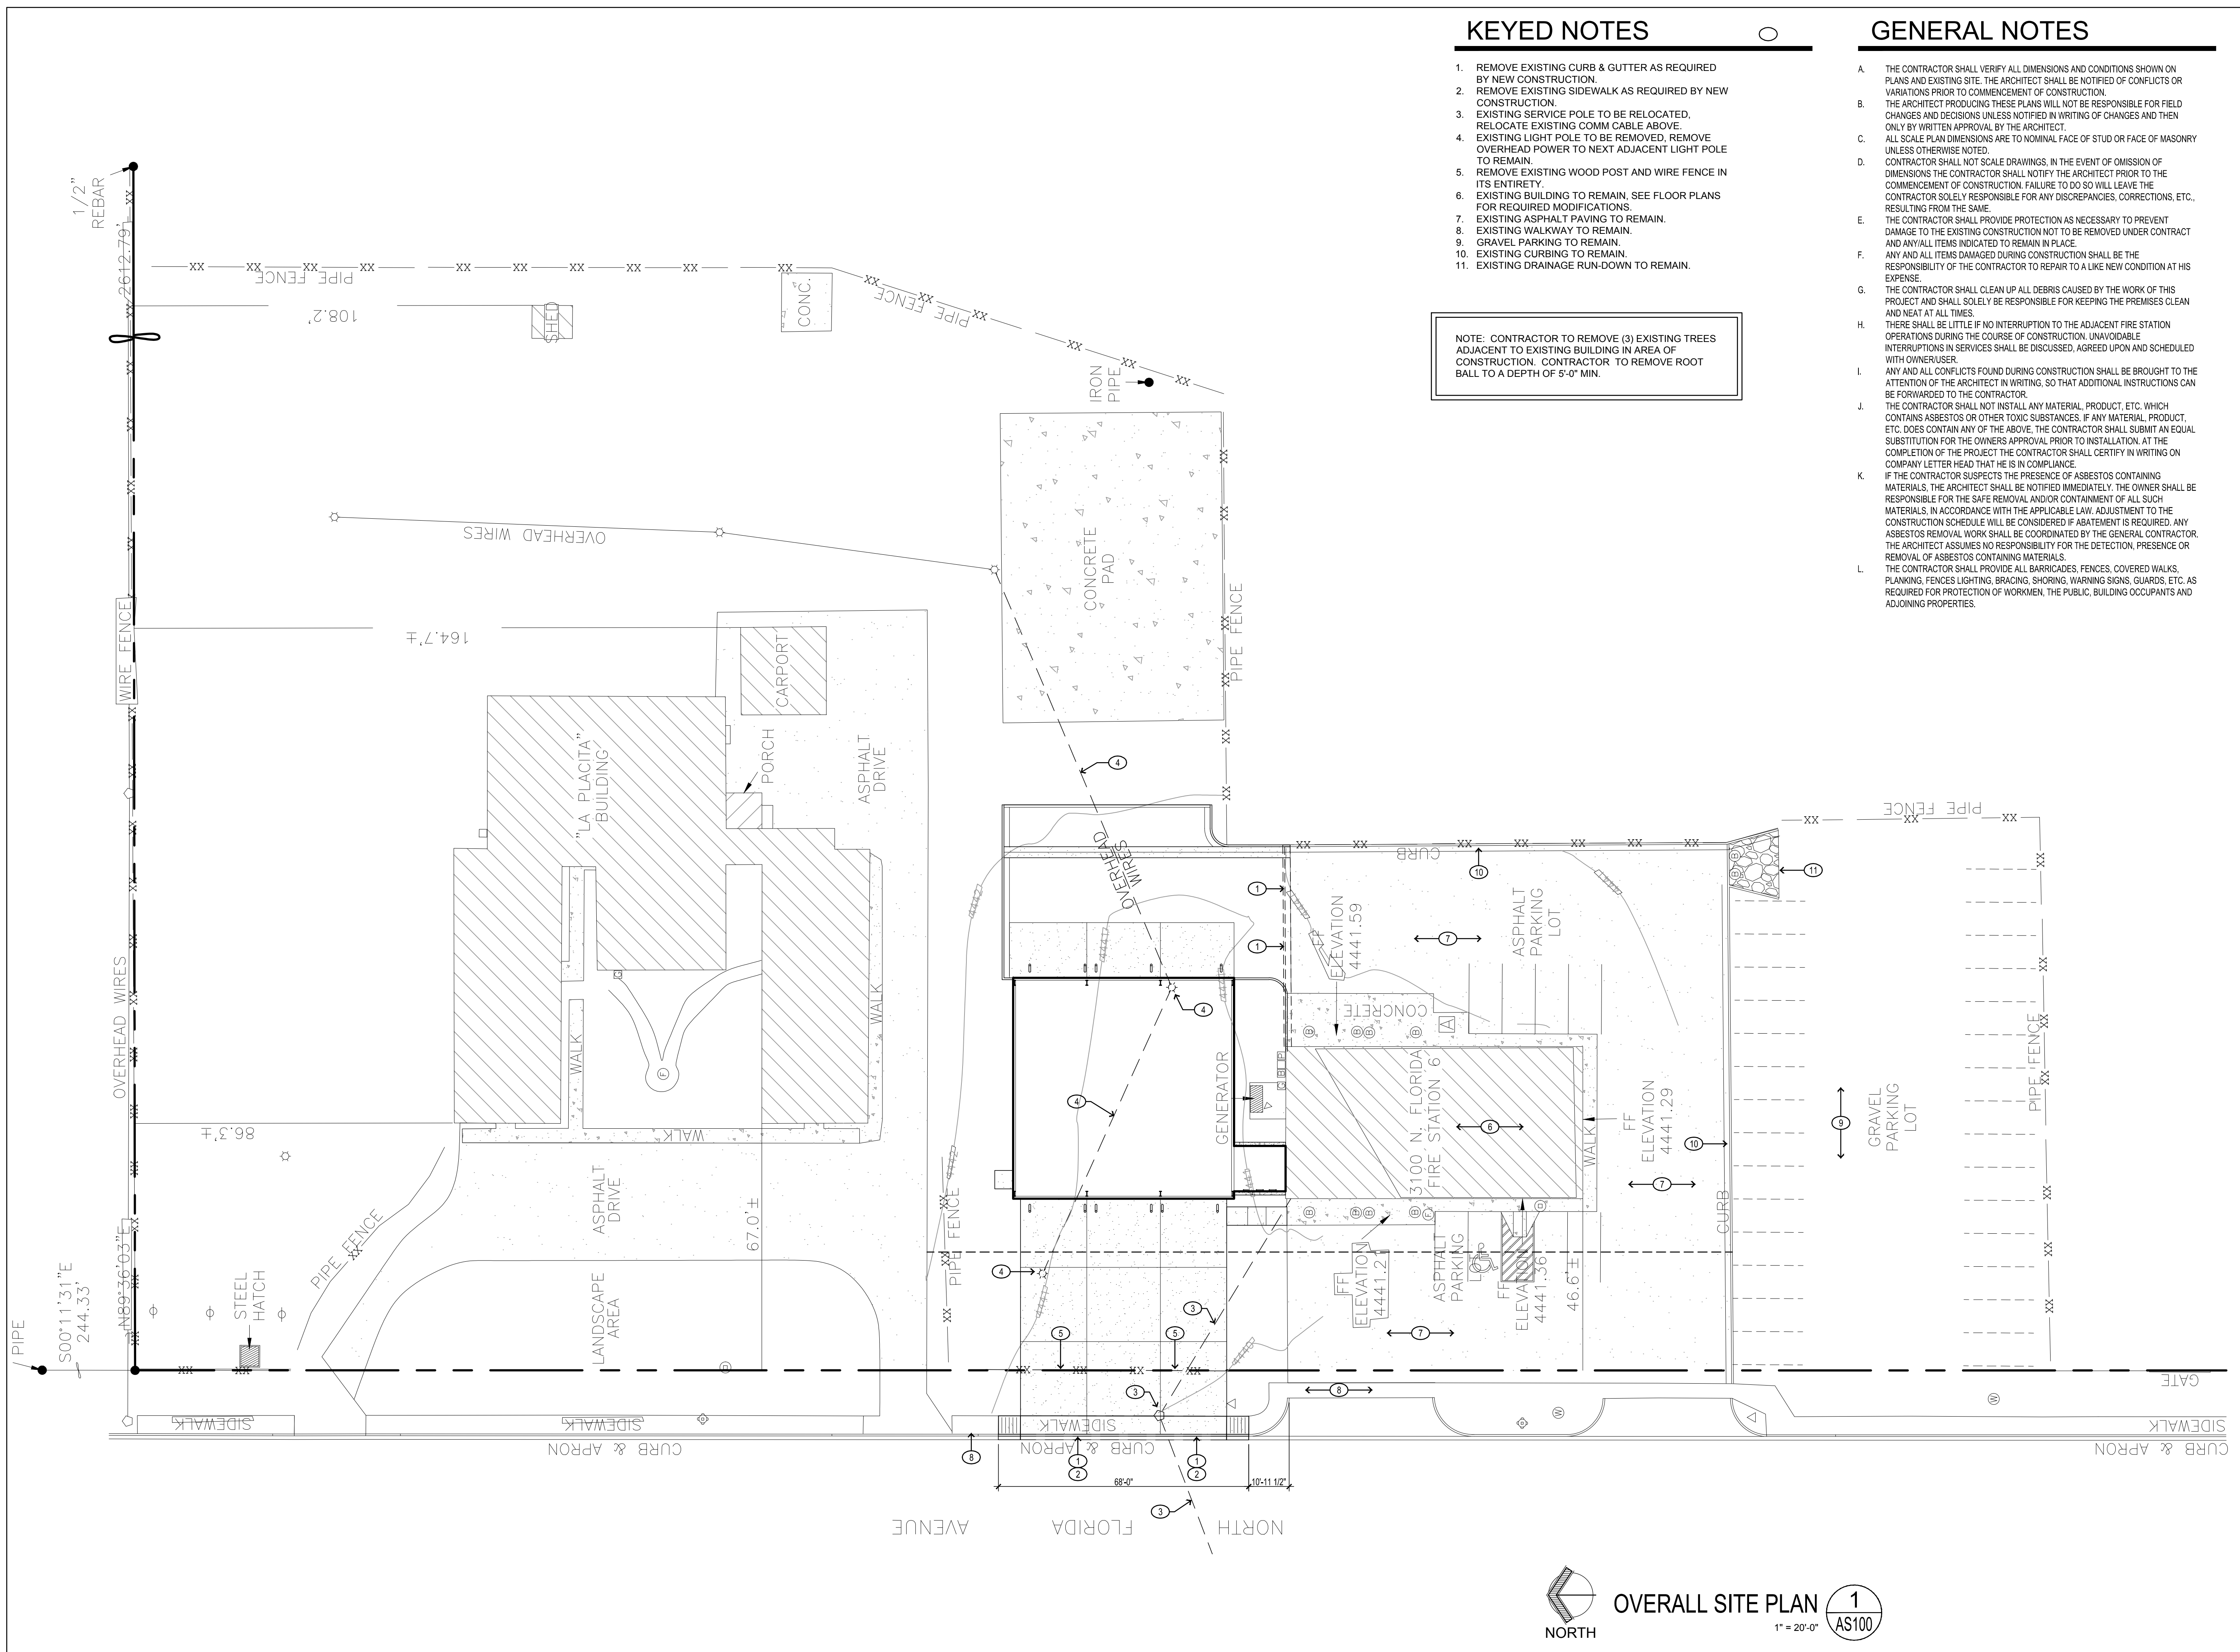 KEYED NOTES
1. REMOVE EXISTING CURB & GUTTER AS REQUIRED
BY NEW CONSTRUCTION.
2. REMOVE EXISTING SIDEWALK AS REQUIRED BY NEW
CONSTRUCTION.
3. EXISTING SERVICE POLE TO BE RELOCATED,
RELOCATE EXISTING COMM CABLE ABOVE.
4. EXISTING LIGHT POLE TO BE REMOVED, REMOVE
OVERHEAD POWER TO NEXT ADJACENT LIGHT POLE
TO REMAIN.
5. REMOVE EXISTING WOOD POST AND WIRE FENCE IN
ITS ENTIRETY.
6. EXISTING BUILDING TO REMAIN, SEE FLOOR PLANS
FOR REQUIRED MODIFICATIONS.
7. EXISTING ASPHALT PAVING TO REMAIN.
8. EXISTING WALKWAY TO REMAIN.
9. GRAVEL PARKING TO REMAIN.
10. EXISTING CURBING TO REMAIN.
11. EXISTING DRAINAGE RUN-DOWN TO REMAIN.
NOTE: CONTRACTOR TO REMOVE (3) EXISTING TREES
ADJACENT TO EXISTING BUILDING IN AREA OF
CONSTRUCTION. CONTRACTOR TO REMOVE ROOT
BALL TO A DEPTH OF 5'-0" MIN.
GENERAL NOTES
A. THE CONTRACTOR SHALL VERIFY ALL DIMENSIONS AND CONDITIONS SHOWN ON
PLANS AND EXISTING SITE. THE ARCHITECT SHALL BE NOTIFIED OF CONFLICTS OR
VARIATIONS PRIOR TO COMMENCEMENT OF CONSTRUCTION.
B. THE ARCHITECT PRODUCING THESE PLANS WILL NOT BE RESPONSIBLE FOR FIELD
CHANGES AND DECISIONS UNLESS NOTIFIED IN WRITING OF CHANGES AND THEN
ONLY BY WRITTEN APPROVAL BY THE ARCHITECT.
C. ALL SCALE PLAN DIMENSIONS ARE TO NOMINAL FACE OF STUD OR FACE OF MASONRY
UNLESS OTHERWISE NOTED.
D. CONTRACTOR SHALL NOT SCALE DRAWINGS, IN THE EVENT OF OMISSION OF
DIMENSIONS THE CONTRACTOR SHALL NOTIFY THE ARCHITECT PRIOR TO THE
COMMENCEMENT OF CONSTRUCTION. FAILURE TO DO SO WILL LEAVE THE
CONTRACTOR SOLELY RESPONSIBLE FOR ANY DISCREPANCIES, CORRECTIONS, ETC.,
RESULTING FROM THE SAME.
E. THE CONTRACTOR SHALL PROVIDE PROTECTION AS NECESSARY TO PREVENT
DAMAGE TO THE EXISTING CONSTRUCTION NOT TO BE REMOVED UNDER CONTRACT
AND ANY/ALL ITEMS INDICATED TO REMAIN IN PLACE.
F. ANY AND ALL ITEMS DAMAGED DURING CONSTRUCTION SHALL BE THE
RESPONSIBILITY OF THE CONTRACTOR TO REPAIR TO A LIKE NEW CONDITION AT HIS
EXPENSE.
G. THE CONTRACTOR SHALL CLEAN UP ALL DEBRIS CAUSED BY THE WORK OF THIS
PROJECT AND SHALL SOLELY BE RESPONSIBLE FOR KEEPING THE PREMISES CLEAN
AND NEAT AT ALL TIMES.
H. THERE SHALL BE LITTLE IF NO INTERRUPTION TO THE ADJACENT FIRE STATION
OPERATIONS DURING THE COURSE OF CONSTRUCTION. UNAVOIDABLE
INTERRUPTIONS IN SERVICES SHALL BE DISCUSSED, AGREED UPON AND SCHEDULED
WITH OWNER/USER.
I. ANY AND ALL CONFLICTS FOUND DURING CONSTRUCTION SHALL BE BROUGHT TO THE
ATTENTION OF THE ARCHITECT IN WRITING, SO THAT ADDITIONAL INSTRUCTIONS CAN
BE FORWARDED TO THE CONTRACTOR.
J. THE CONTRACTOR SHALL NOT INSTALL ANY MATERIAL, PRODUCT, ETC. WHICH
CONTAINS ASBESTOS OR OTHER TOXIC SUBSTANCES. IF ANY MATERIAL, PRODUCT,
ETC. DOES CONTAIN ANY OF THE ABOVE, THE CONTRACTOR SHALL SUBMIT AN EQUAL
SUBSTITUTION FOR THE OWNERS APPROVAL PRIOR TO INSTALLATION. AT THE
COMPLETION OF THE PROJECT THE CONTRACTOR SHALL CERTIFY IN WRITING ON
COMPANY LETTER HEAD THAT HE IS IN COMPLIANCE.
K. IF THE CONTRACTOR SUSPECTS THE PRESENCE OF ASBESTOS CONTAINING
MATERIALS, THE ARCHITECT SHALL BE NOTIFIED IMMEDIATELY. THE OWNER SHALL BE
RESPONSIBLE FOR THE SAFE REMOVAL AND/OR CONTAINMENT OF ALL SUCH
MATERIALS, IN ACCORDANCE WITH THE APPLICABLE LAW. ADJUSTMENT TO THE
CONSTRUCTION SCHEDULE WILL BE CONSIDERED IF ABATEMENT IS REQUIRED. ANY
ASBESTOS REMOVAL WORK SHALL BE COORDINATED BY THE GENERAL CONTRACTOR.
THE ARCHITECT ASSUMES NO RESPONSIBILITY FOR THE DETECTION, PRESENCE OR
REMOVAL OF ASBESTOS CONTAINING MATERIALS.
L. THE CONTRACTOR SHALL PROVIDE ALL BARRICADES, FENCES, COVERED WALKS,
PLANKING, FENCES LIGHTING, BRACING, SHORING, WARNING SIGNS, GUARDS, ETC. AS
REQUIRED FOR PROTECTION OF WORKMEN, THE PUBLIC, BUILDING OCCUPANTS AND
ADJOINING PROPERTIES.
1/2"
REBAR
2612.79'
PIPE FENCE
108.2'
SHED
CONC.
PIPE FENCE
IRON
PIPE
OVERHEAD WIRES
CONCRETE
PAD
WIRE FENCE
PIPE FENCE
164.7'±
CARPORT
"LA PLACITA"
BUILDING
PORCH
ASPHALT
DRIVE
4
OVERHEAD
WIRES
PIPE FENCE
CURB
10
11
1
1
4442
4441
FF
ELEVATION
4441.59
7
ASPHALT
PARKING
LOT
OVERHEAD WIRES
WALK
WALK
WALK
G
F
4
4
CONCRETE
A
GENERATOR
3100 N. FLORIDA
FIRE STATION 6
6
FF
ELEVATION
4441.29
WALK
7
10
CURB
9
GRAVEL
PARKING
LOT
PIPE FENCE
86.3'±
ASPHALT
DRIVE
67.0'±
PIPE FENCE
4442
PIPE FENCE
4
3
FF
ELEVATION
4441.21
ASPHALT
PARKING
LOT
FF
ELEVATION
4441.36
46.6'±
7
PIPE
S00°11'31"E
244.33'
N89°36'03"E
STEEL
HATCH
LANDSCAPE
AREA
4441
4440
5
5
3
8
GATE
SIDEWALK
SIDEWALK
SIDEWALK
SIDEWALK
CURB & APRON
CURB & APRON
CURB & APRON
8
1
2
1
2
68'-0"
10'-11 1/2"
3
NORTH FLORIDA AVENUE
NORTH
OVERALL SITE PLAN
1" = 20'-0"
1
AS100